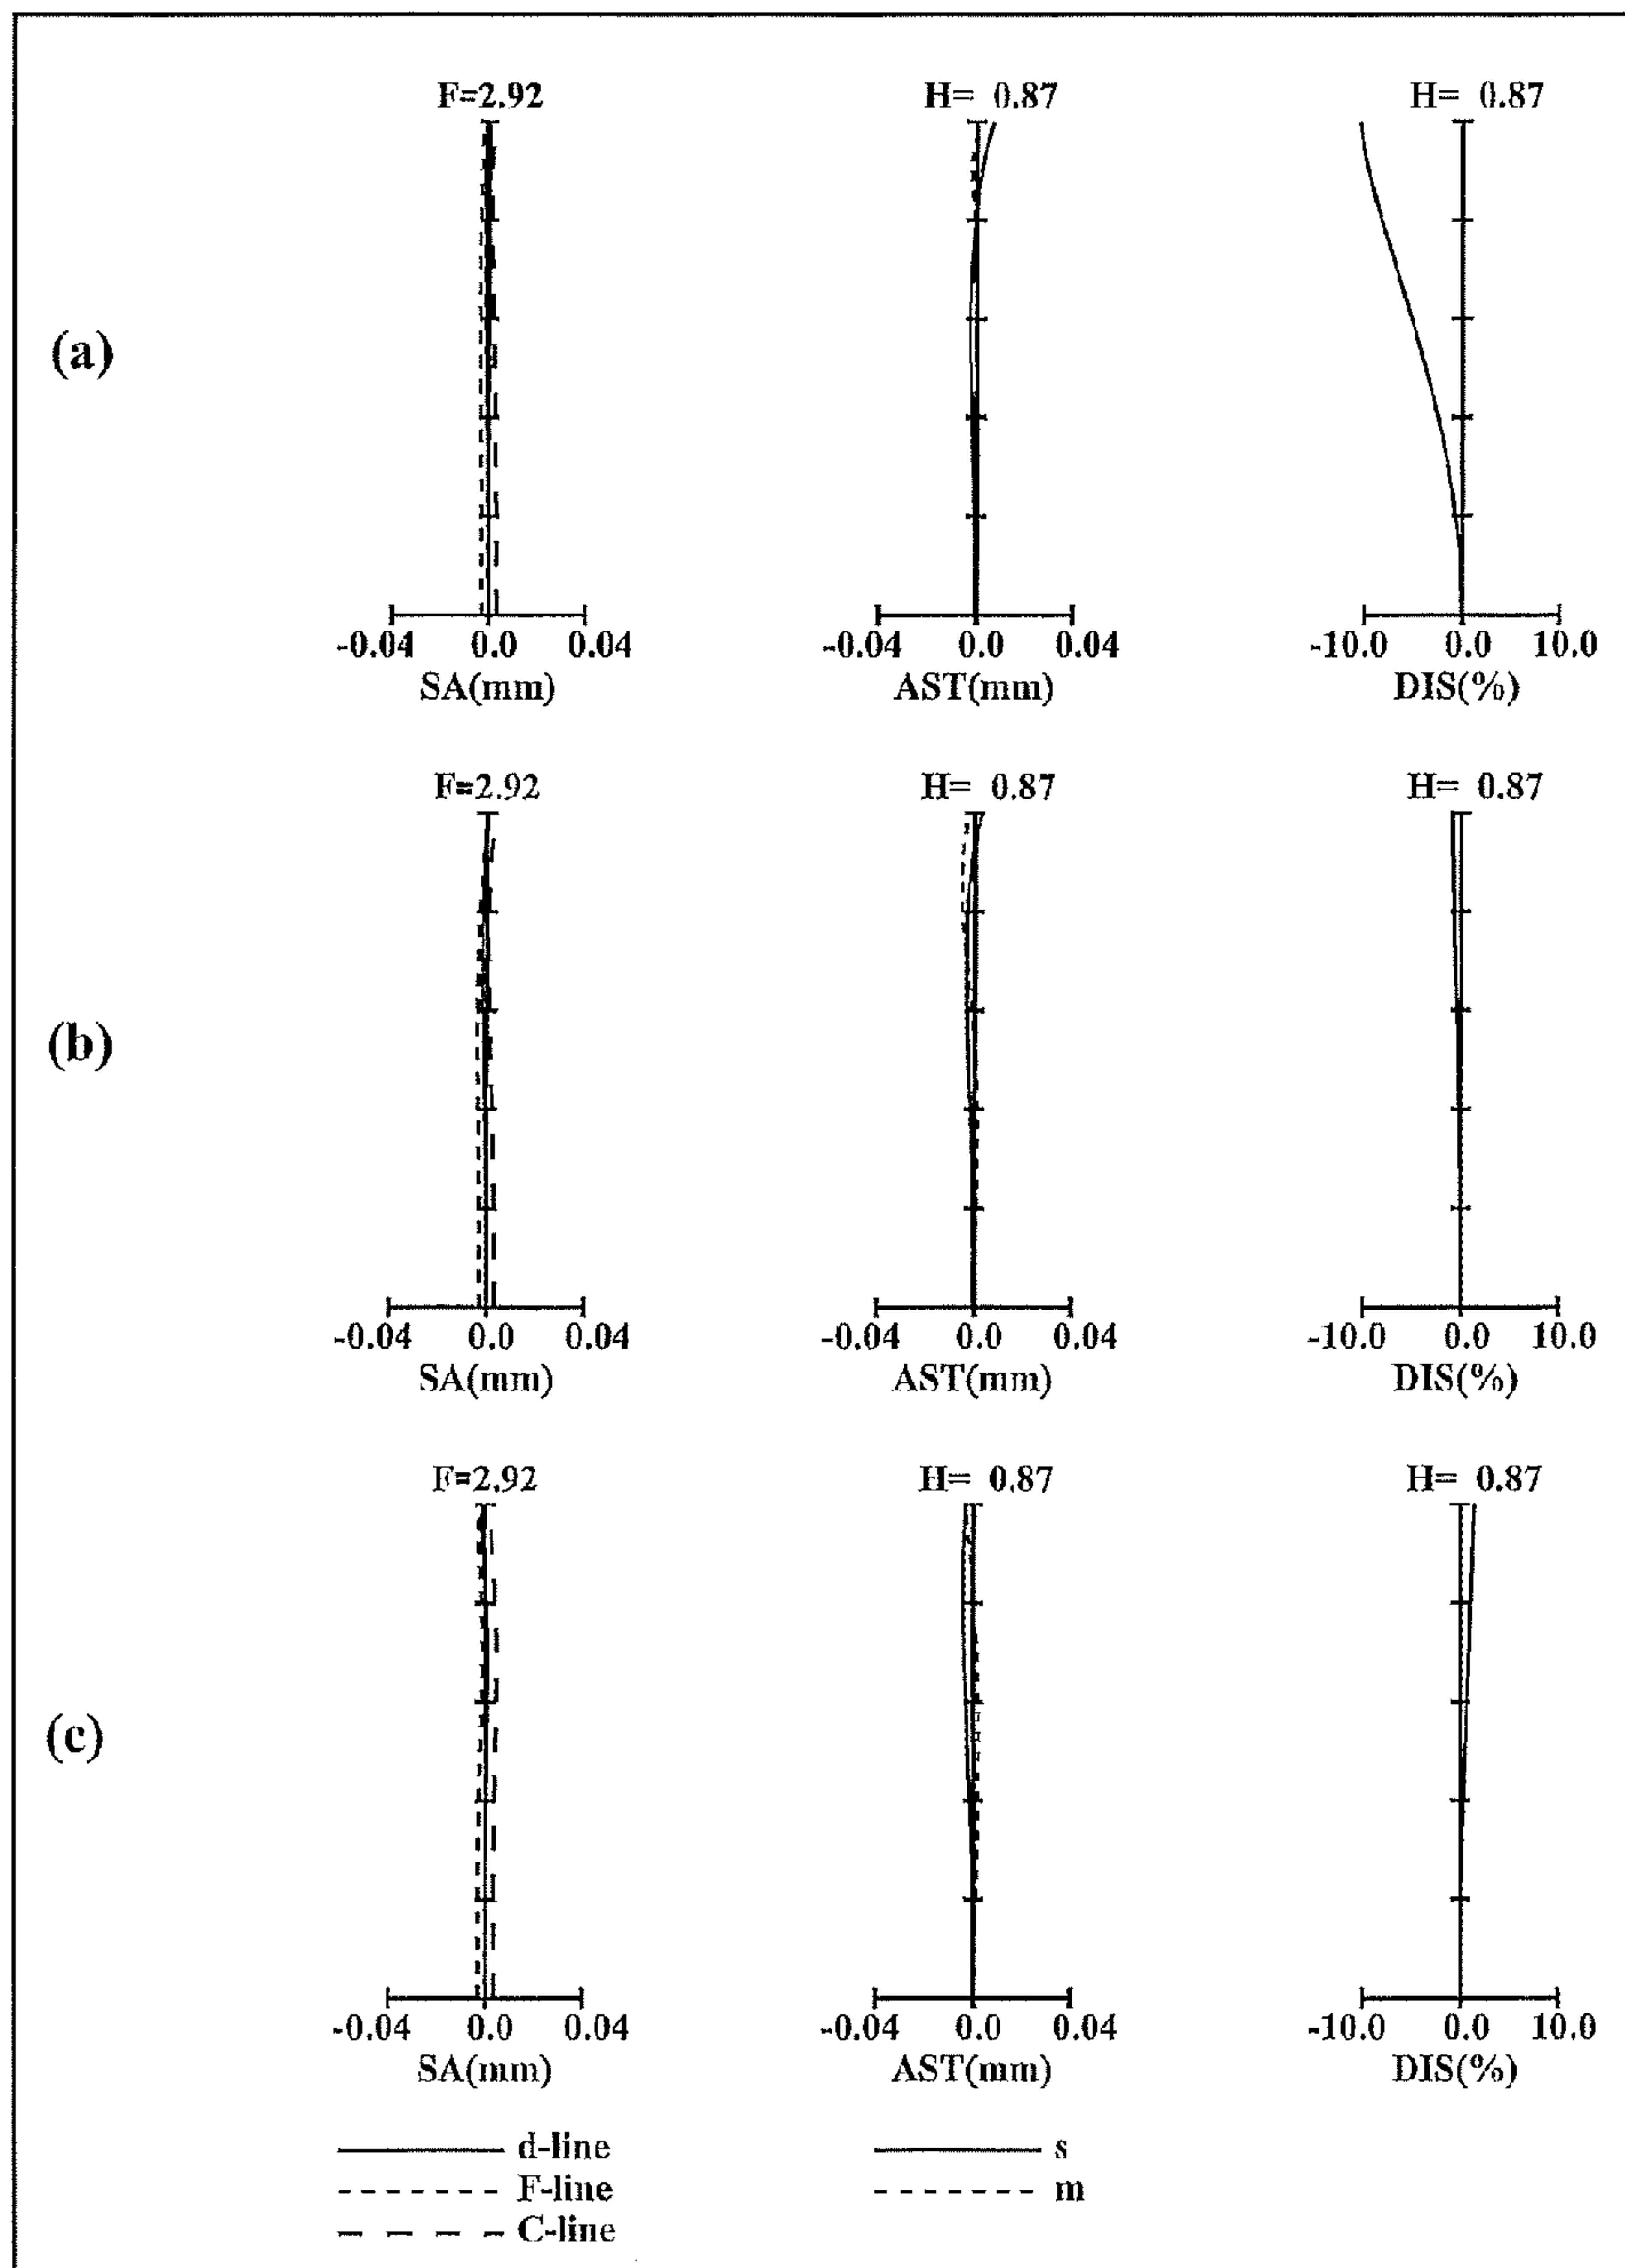 F=2.92 H= 0.87 H= 0.87
(a)
-0.04 0.0 0.04 -0.04 0.0 0.04 -10.0 0.0 10.0
SA(mm) AST(mm) DIS(%)
F=2.92 H= 0.87 H= 0.87
(b)
-0.04 0.0 0.04 -0.04 0.0 0.04 -10.0 0.0 10.0
SA(mm) AST(mm) DIS(%)
F=2.92 H= 0.87 H= 0.87
(c)
-0.04 0.0 0.04 -0.04 0.0 0.04 -10.0 0.0 10.0
SA(mm) AST(mm) DIS(%)
d-line s
F-line m
C-line